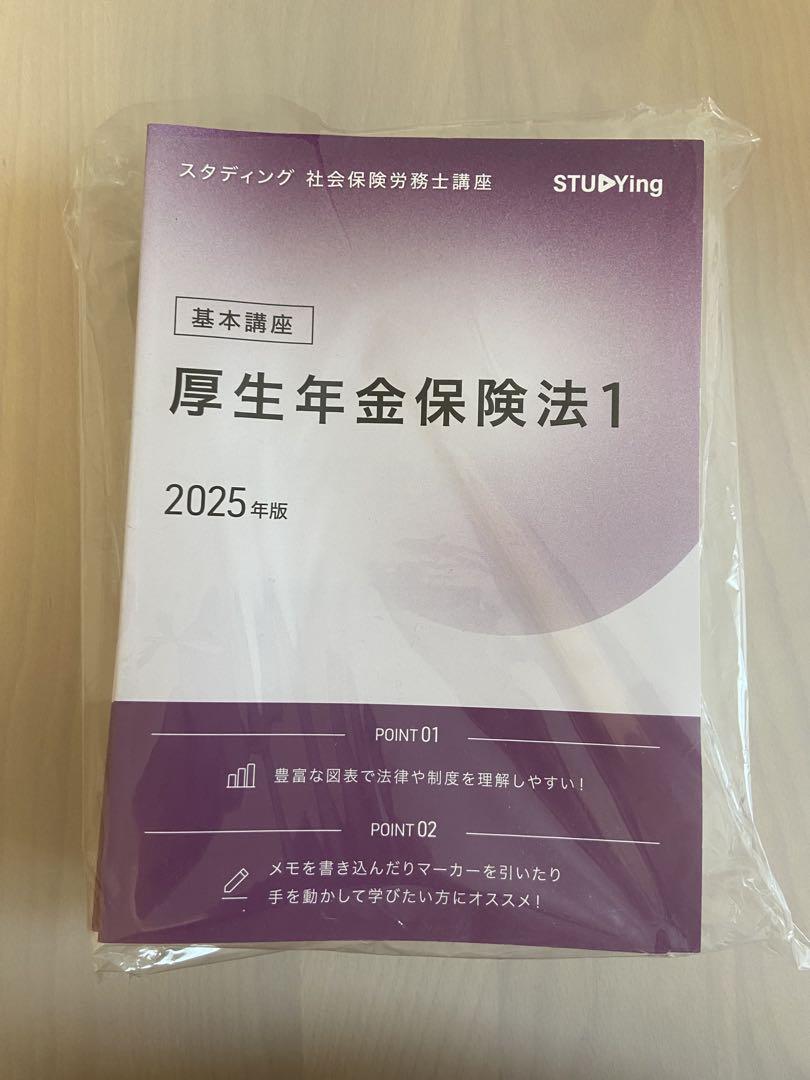 スタディング 社会保険労務士講座
STUDYing
基本講座
厚生年金保険法1
2025年版
POINT 01
豊富な図表で法律や制度を理解しやすい!
POINT 02
メモを書き込んだりマーカーを引いたり
手を動かして学びたい方にオススメ!